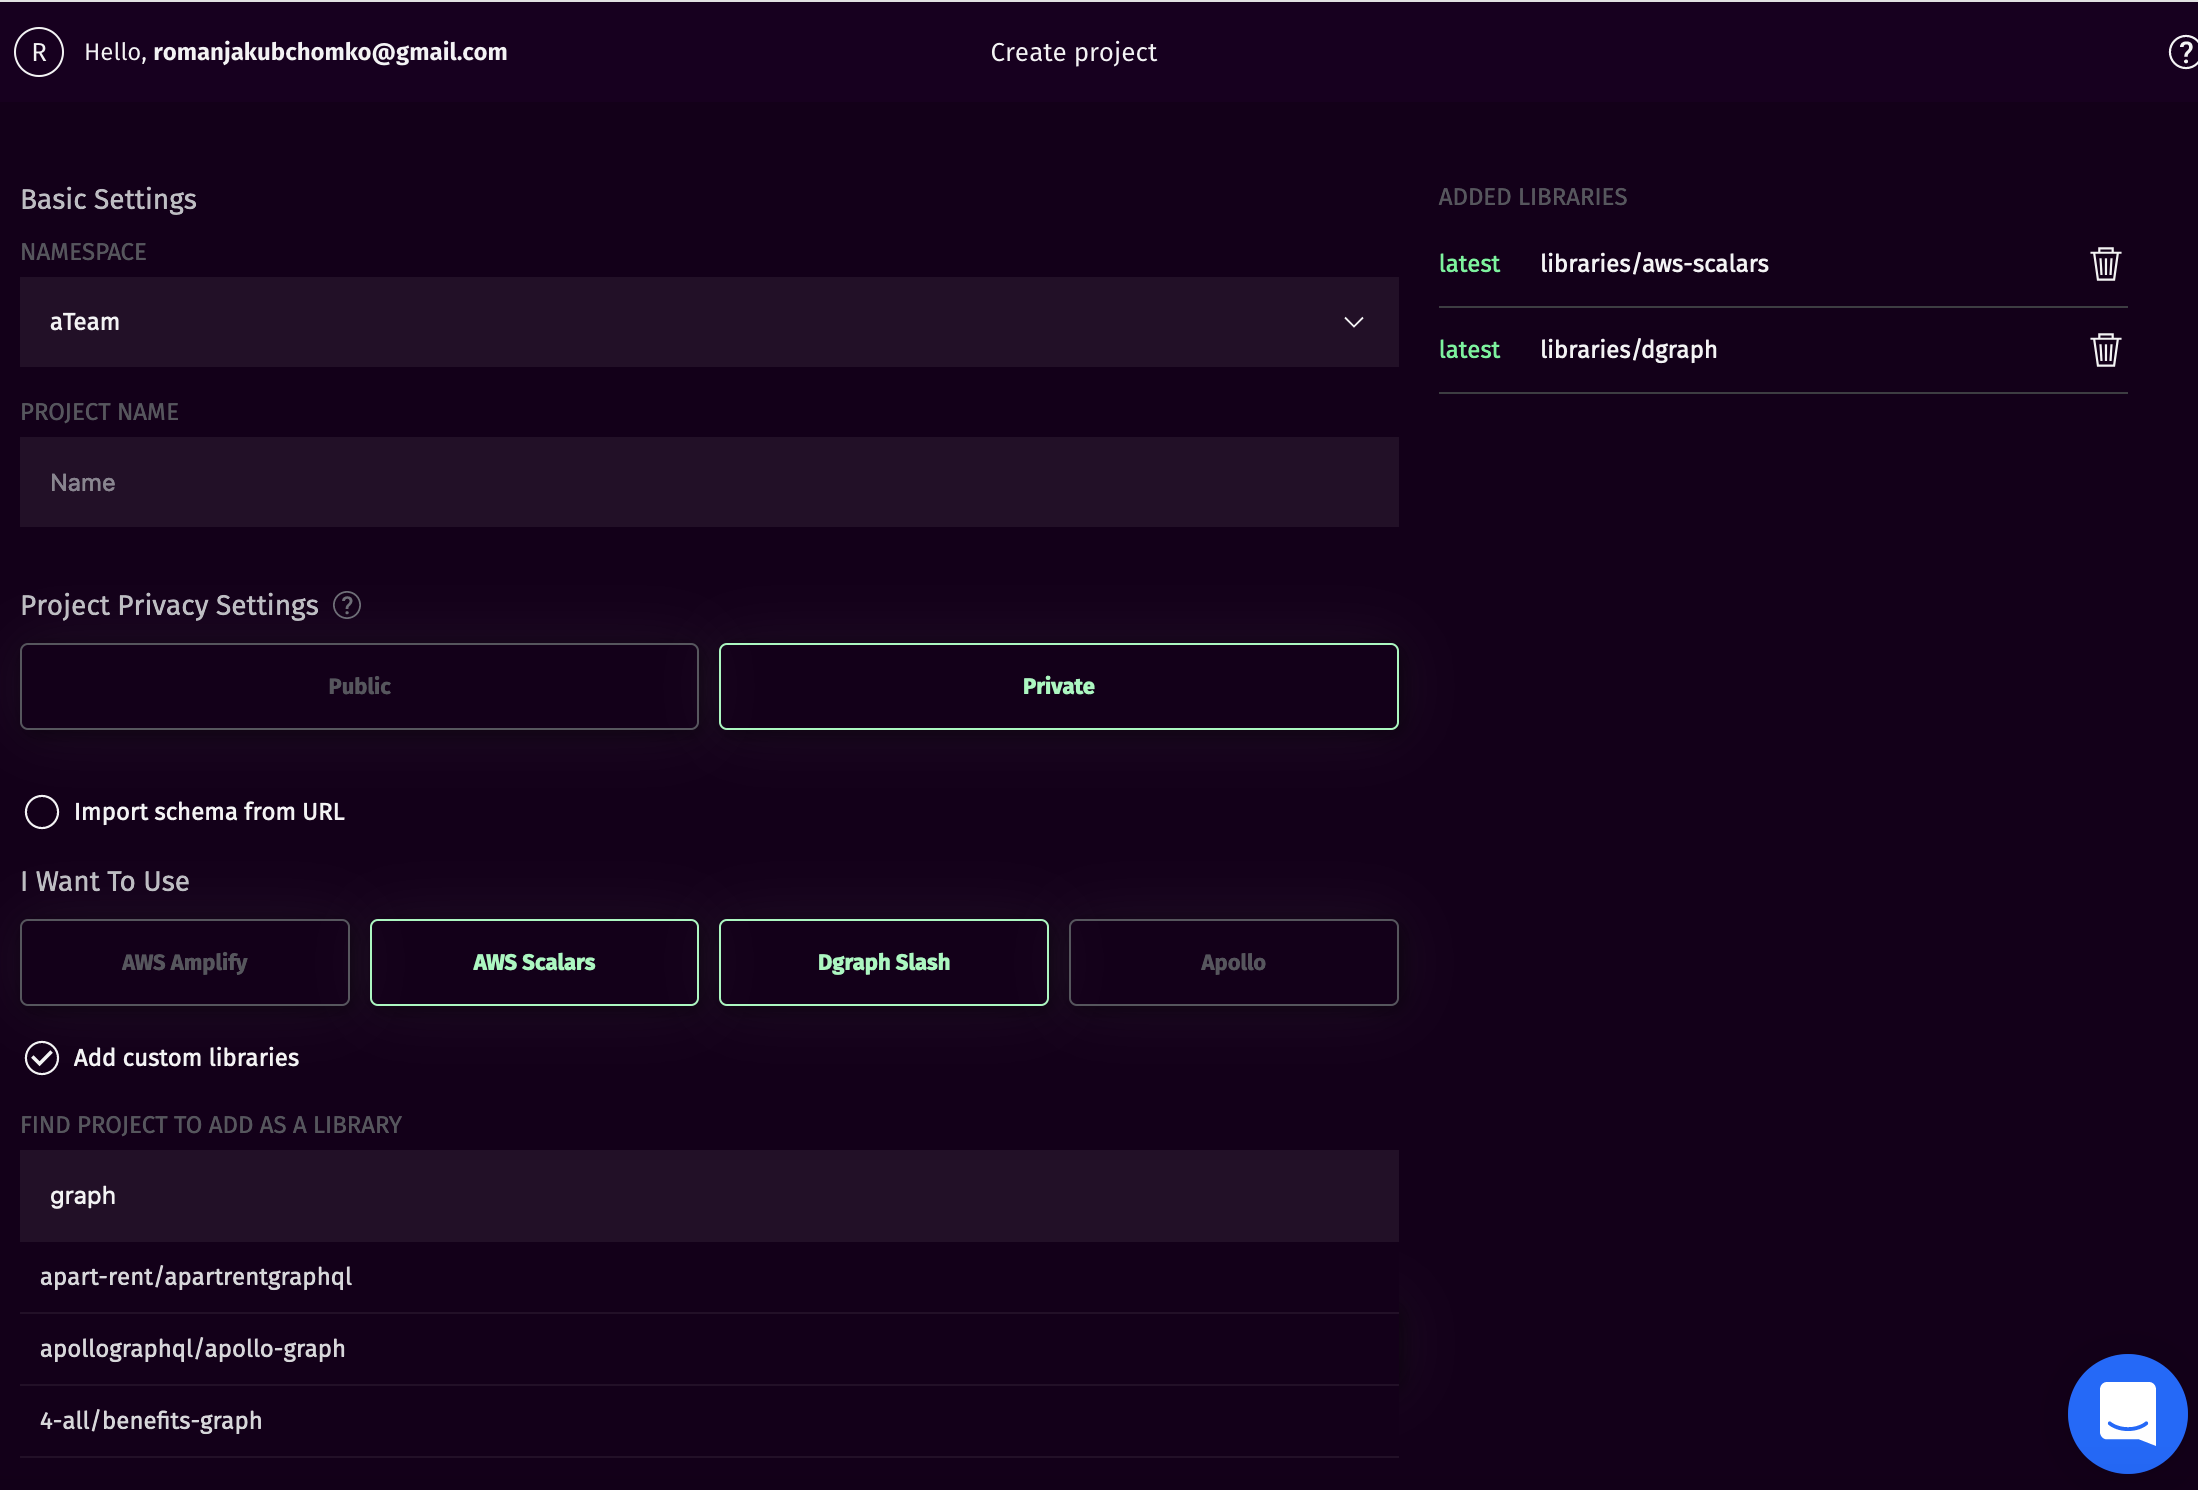 R Hello, romanjakubchomko@gmail.com
Create project
?
Basic Settings
NAMESPACE
aTeam
PROJECT NAME
Name
Project Privacy Settings ?
Public
Private
Import schema from URL
I Want To Use
AWS Amplify
AWS Scalars
Dgraph Slash
Apollo
Add custom libraries
FIND PROJECT TO ADD AS A LIBRARY
graph
apart-rent/apartrentgraphql
apollographql/apollo-graph
4-all/benefits-graph
ADDED LIBRARIES
latest libraries/aws-scalars
latest libraries/dgraph